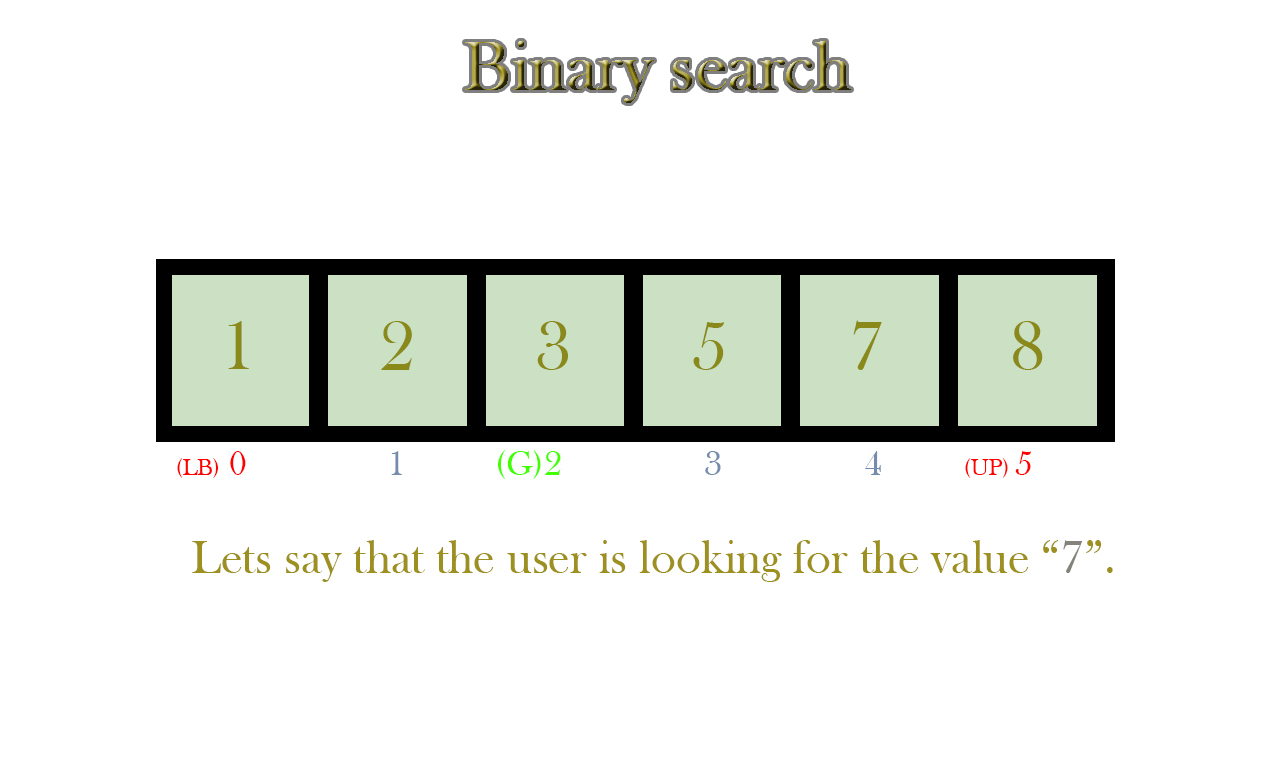 Binary search
1 2 3 5 7 8
(LB) 0 1 (G)2 3 4 (UP) 5
Lets say that the user is looking for the value “7”.